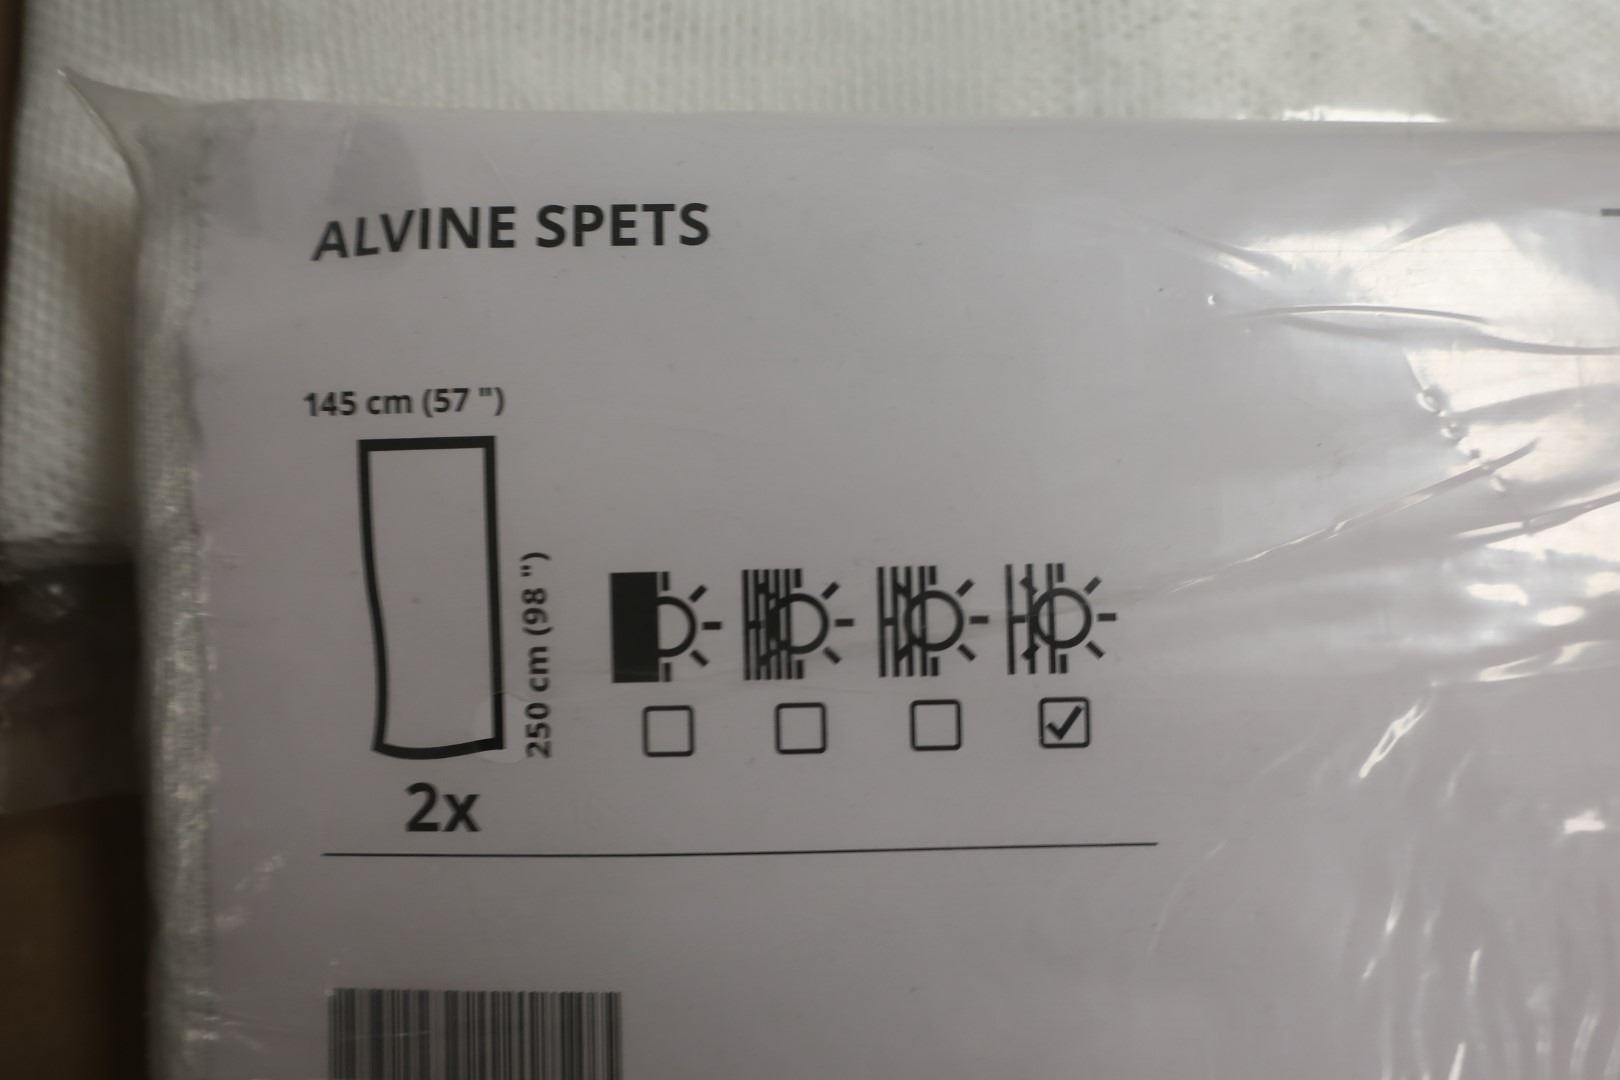 ALVINE SPETS
145 cm (57 ")
250 cm (98 ")
2x